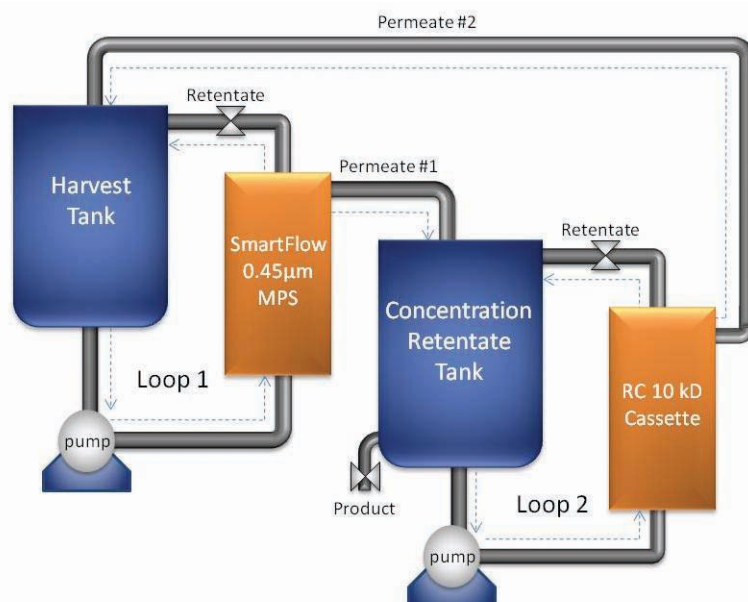 Permeate #2
Retentate
Harvest
Tank
Permeate #1
SmartFlow
0.45µm
MPS
Retentate
Concentration
Retentate
Tank
Loop 1
RC 10 kD
Cassette
pump
Product
Loop 2
pump